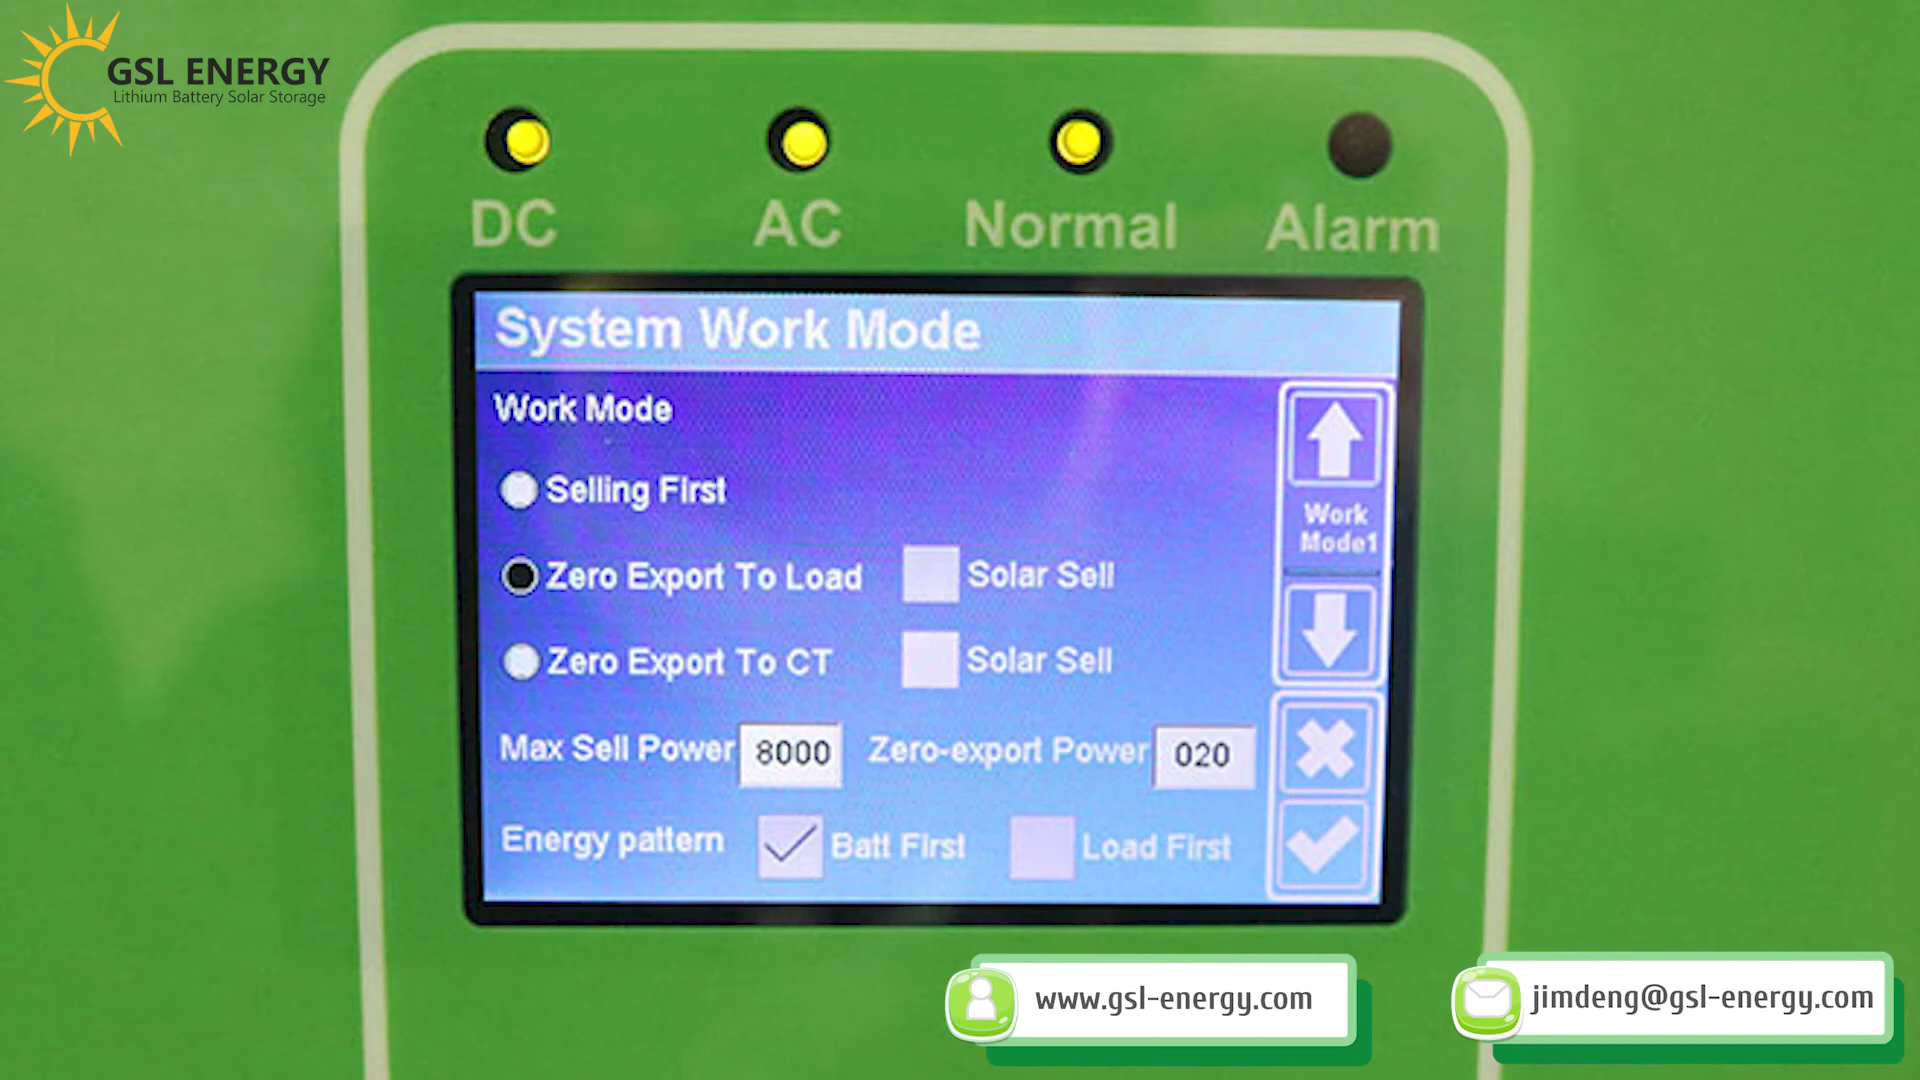 GSL ENERGY
Lithium Battery Solar Storage
DC AC Normal Alarm
System Work Mode
Work Mode
Selling First
Zero Export To Load Solar Sell
Zero Export To CT Solar Sell
Max Sell Power 8000 Zero-export Power 020
Energy pattern Batt First Load First
Work
Mode1
www.gsl-energy.com
jimdeng@gsl-energy.com